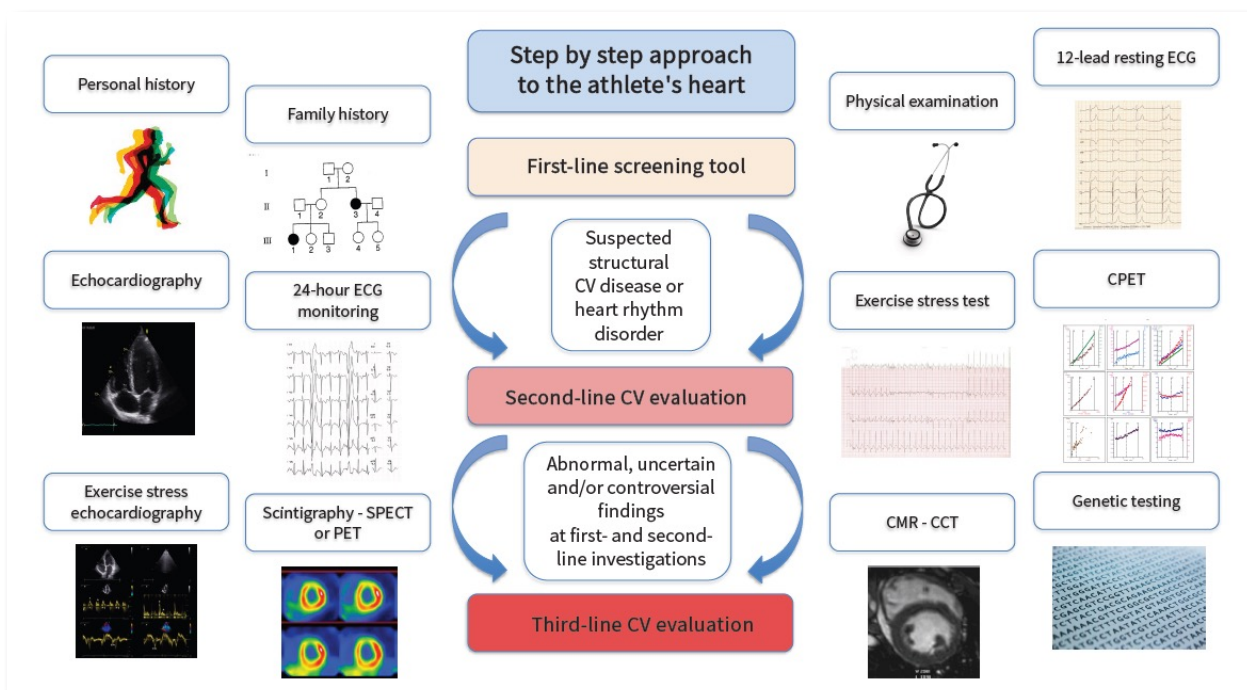 Step by step approach
to the athlete's heart
Personal history
Family history
I
1
2
II
1
2
3
4
III
1
2
3
4
5
First-line screening tool
Physical examination
12-lead resting ECG
Suspected
structural
CV disease or
heart rhythm
disorder
Echocardiography
24-hour ECG
monitoring
Exercise stress test
CPET
Second-line CV evaluation
Abnormal, uncertain
and/or controversial
findings
at first- and second-
line investigations
Exercise stress
echocardiography
Scintigraphy - SPECT
or PET
CMR - CCT
Genetic testing
Third-line CV evaluation